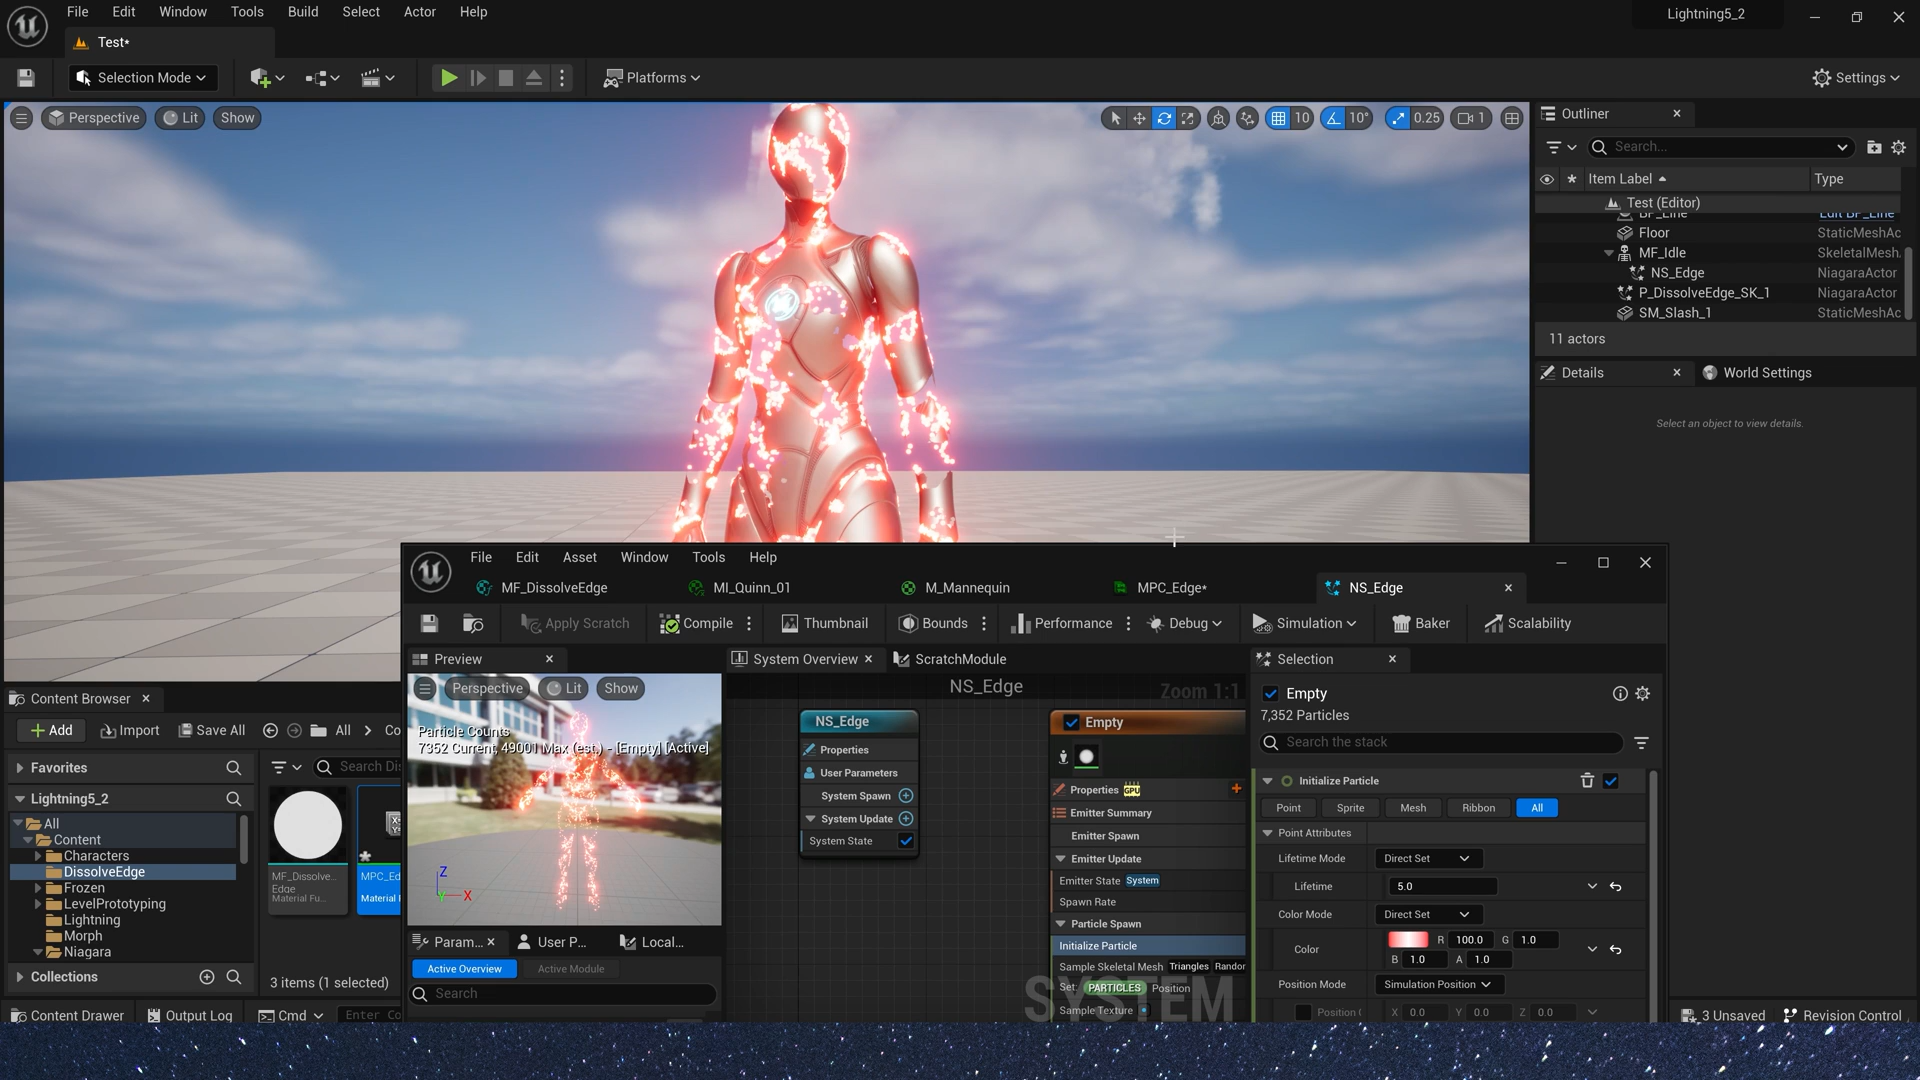 File Edit Window Tools Build Select Actor Help
Lightning5_2
Test*
Selection Mode
Platforms
Settings
Perspective Lit Show
10 10° 0.25 1
Outliner
Search...
Item Label Type
Test (Editor)
BP_Line Edit BP_Line
Floor StaticMeshAc
MF_Idle SkeletalMesh
NS_Edge NiagaraActor
P_DissolveEdge_SK_1 NiagaraActor
SM_Slash_1 StaticMeshAc
11 actors
Details World Settings
Select an object to view details.
File Edit Asset Window Tools Help
MF_DissolveEdge MI_Quinn_01 M_Mannequin MPC_Edge* NS_Edge
Apply Scratch Compile Thumbnail Bounds Performance Debug Simulation Baker Scalability
Preview System Overview ScratchModule Selection
Perspective Lit Show
Particle Counts
7352 Current, 49001 Max (est.) - [Empty] [Active]
Z
Y X
NS_Edge Zoom 1:1
NS_Edge
Properties
User Parameters
System Spawn
System Update
System State
Empty
Properties GPU
Emitter Summary
Emitter Spawn
Emitter Update
Emitter State System
Spawn Rate
Particle Spawn
Initialize Particle
Sample Skeletal Mesh Triangles Randor
Set: PARTICLES Position
Sample Texture
SYSTEM
Empty
7,352 Particles
Search the stack
Initialize Particle
Point Sprite Mesh Ribbon All
Point Attributes
Lifetime Mode Direct Set
Lifetime 5.0
Color Mode Direct Set
Color R 100.0 G 1.0
B 1.0 A 1.0
Position Mode Simulation Position
Position X 0.0 Y 0.0 Z 0.0
Param... User P... Local...
Active Overview Active Module
Search
Content Browser
Add Import Save All All Co
Favorites
Search Di
Lightning5_2
All
Content
Characters
DissolveEdge
Frozen
LevelPrototyping
Lightning
Morph
Niagara
Collections
MF_Dissolve...
Edge
Material Fu...
MPC_Ed
Material
3 items (1 selected)
Content Drawer Output Log Cmd Enter Co
3 Unsaved Revision Control